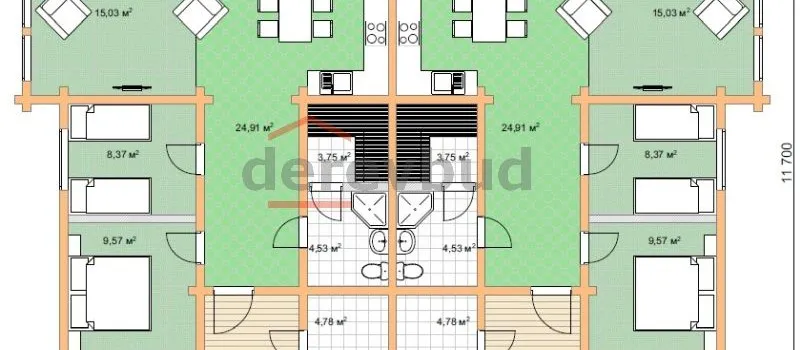 15,03 м² 15,03 м²
24,91 м² 24,91 м²
8,37 м² 3,75 м² 3,75 м² 8,37 м²
derevbud
11 700
9,57 м² 4,53 м² 4,53 м² 9,57 м²
4,78 м² 4,78 м²